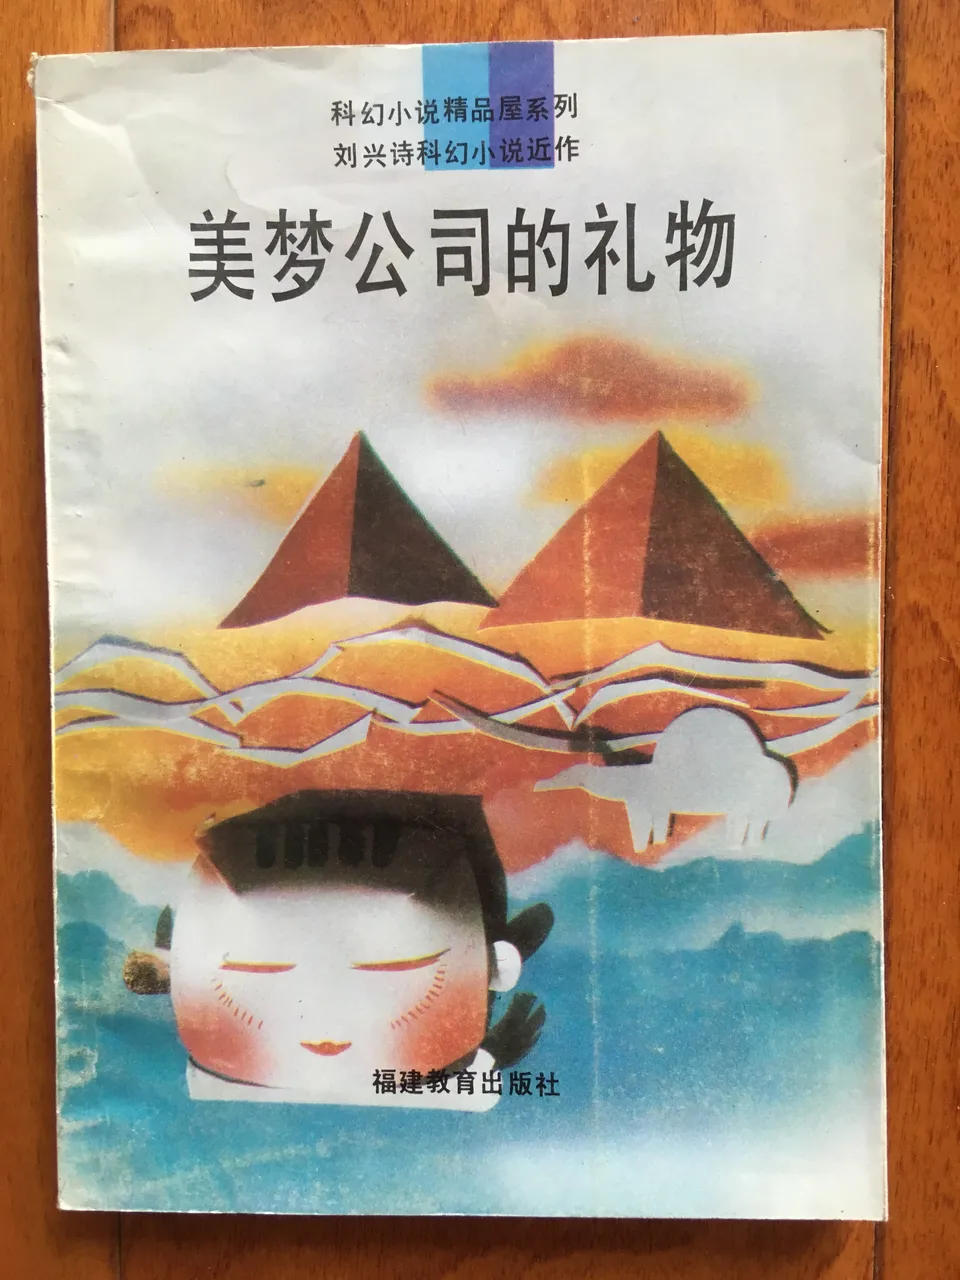 科幻小说精品屋系列
刘兴诗科幻小说近作
美梦公司的礼物
福建教育出版社